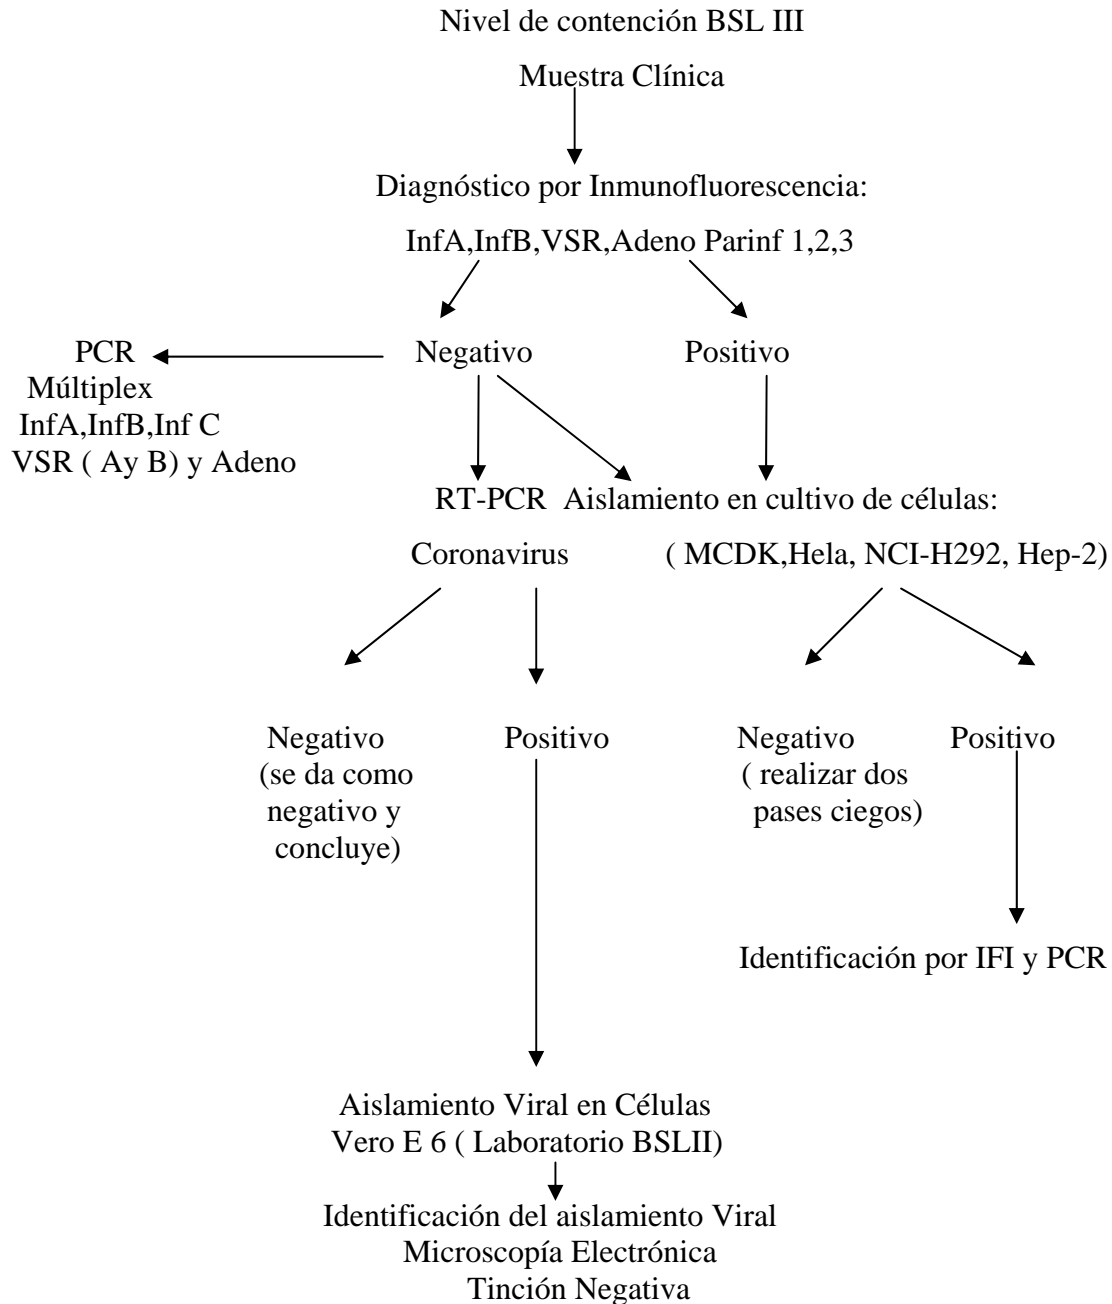 Nivel de contención BSL III
Muestra Clínica
Diagnóstico por Inmunofluorescencia:
InfA,InfB,VSR,Adeno Parinf 1,2,3
PCR
Múltiplex
InfA,InfB,Inf C
VSR ( Ay B) y Adeno
Negativo
Positivo
RT-PCR
Coronavirus
Aislamiento en cultivo de células:
( MCDK,Hela, NCI-H292, Hep-2)
Negativo
(se da como
negativo y
concluye)
Positivo
Negativo
( realizar dos
pases ciegos)
Positivo
Identificación por IFI y PCR
Aislamiento Viral en Células
Vero E 6 ( Laboratorio BSLII)
Identificación del aislamiento Viral
Microscopía Electrónica
Tinción Negativa